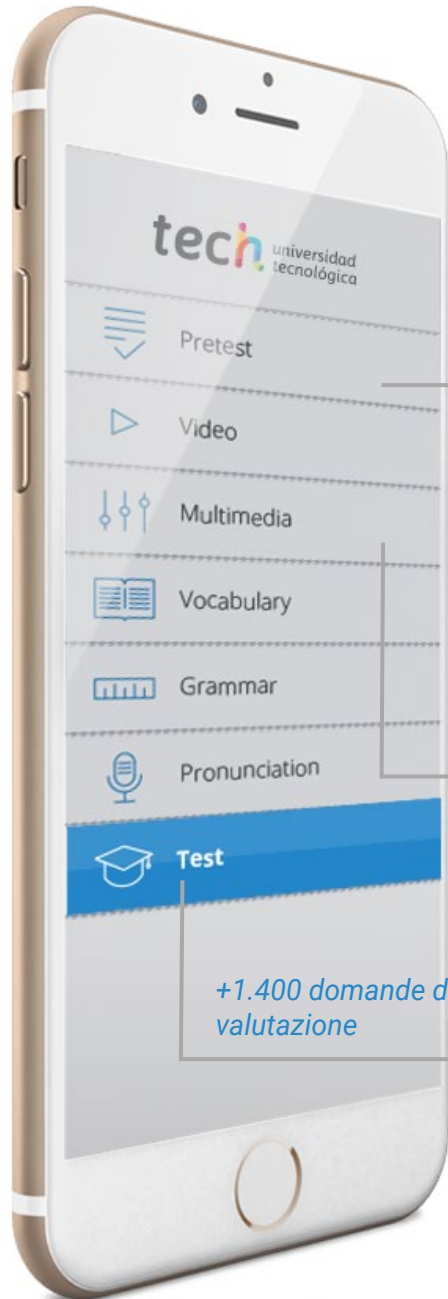 tech universidad
tecnológica
Pretest
Video
Multimedia
Vocabulary
Grammar
Pronunciation
Test
+1.400 domande d
valutazione